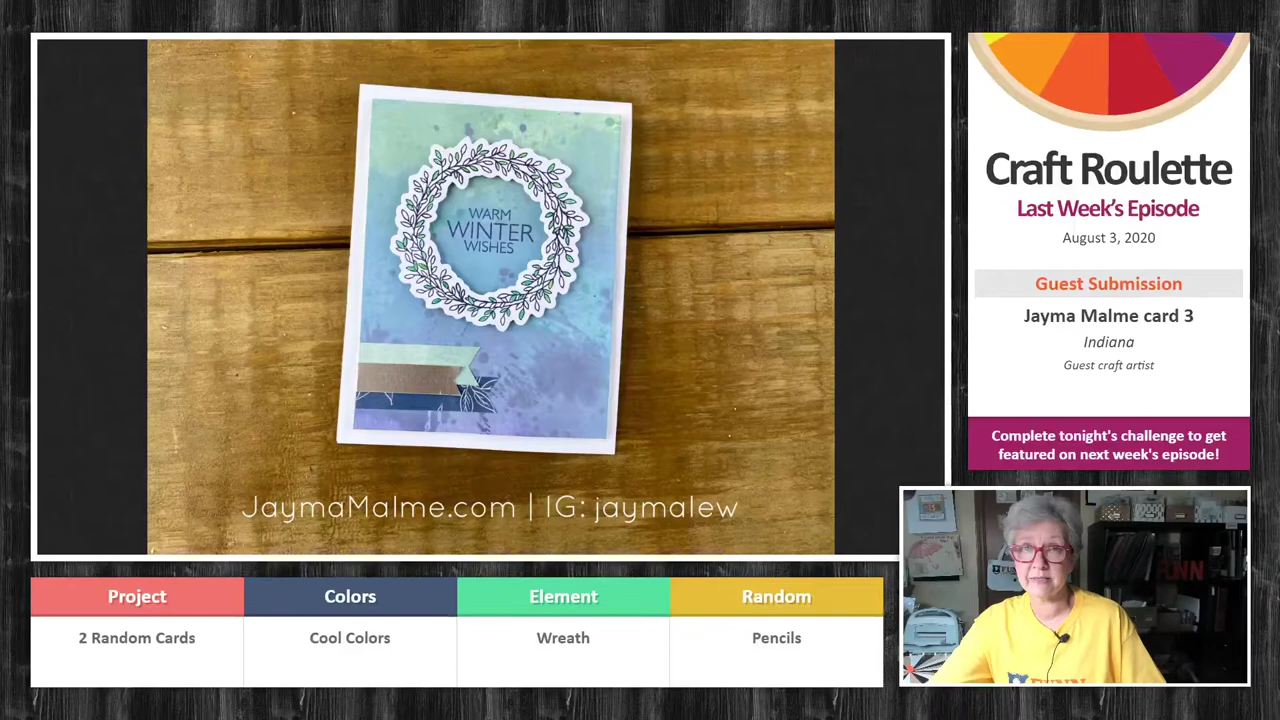 WARM
WINTER
WISHES
JaymaMalme.com | IG: jaymalew
Craft Roulette
Last Week's Episode
August 3, 2020
Guest Submission
Jayma Malme card 3
Indiana
Guest craft artist
Complete tonight's challenge to get
featured on next week's episode!
Project
2 Random Cards
Colors
Cool Colors
Element
Wreath
Random
Pencils
FUNN